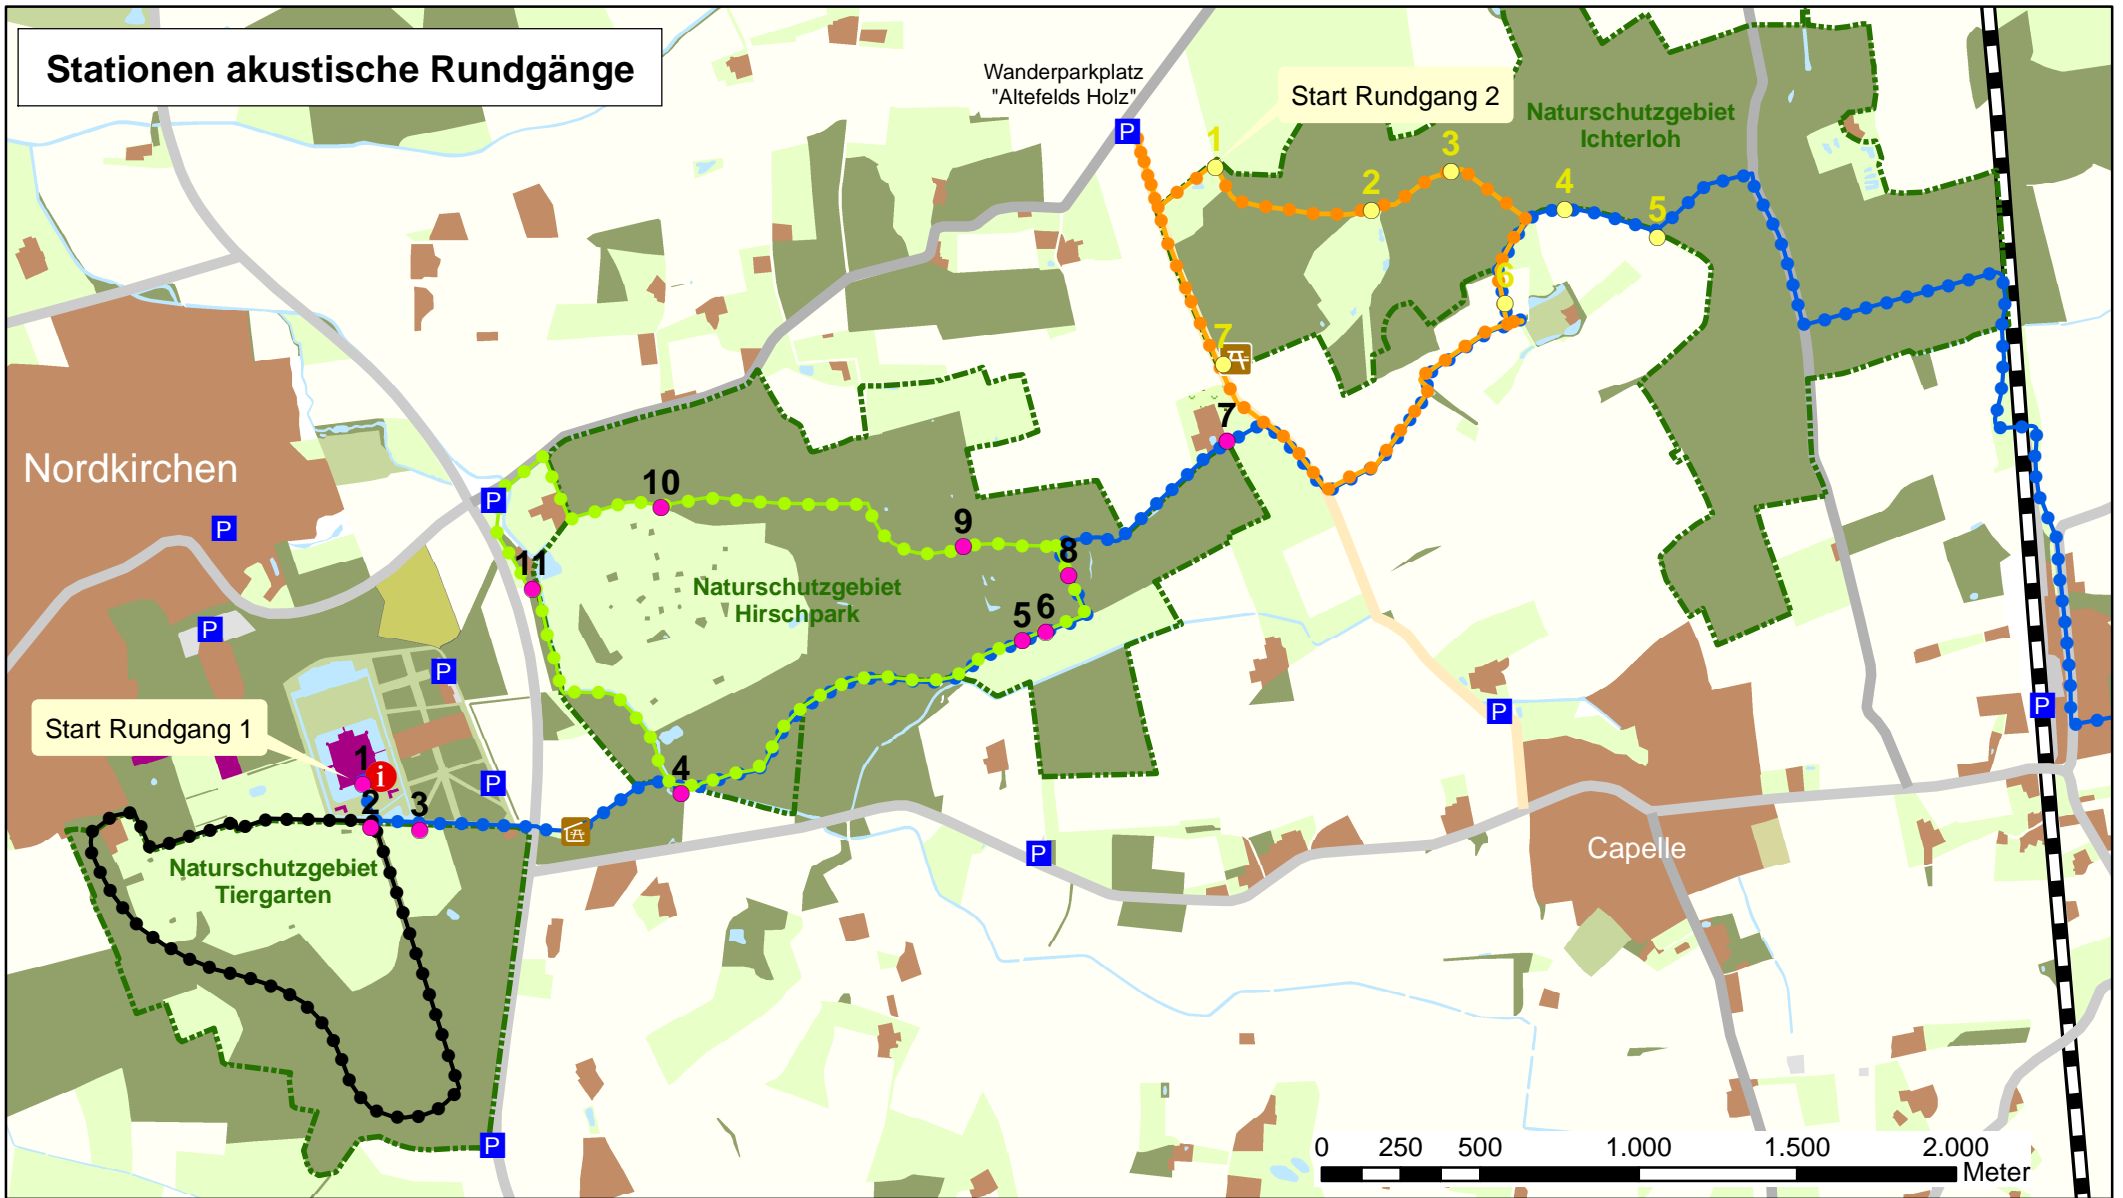 Stationen akustische Rundgänge
Wanderparkplatz
"Altefelds Holz"
P
Start Rundgang 2
Naturschutzgebiet
Ichterloh
1
2
3
4
5
6
7
Nordkirchen
P
P
P
P
P
7
10
9
8
11
Naturschutzgebiet
Hirschpark
5
6
Start Rundgang 1
1
i
2
3
4
P
P
P
P
Capelle
Naturschutzgebiet
Tiergarten
P
0
250
500
1.000
1.500
2.000
Meter